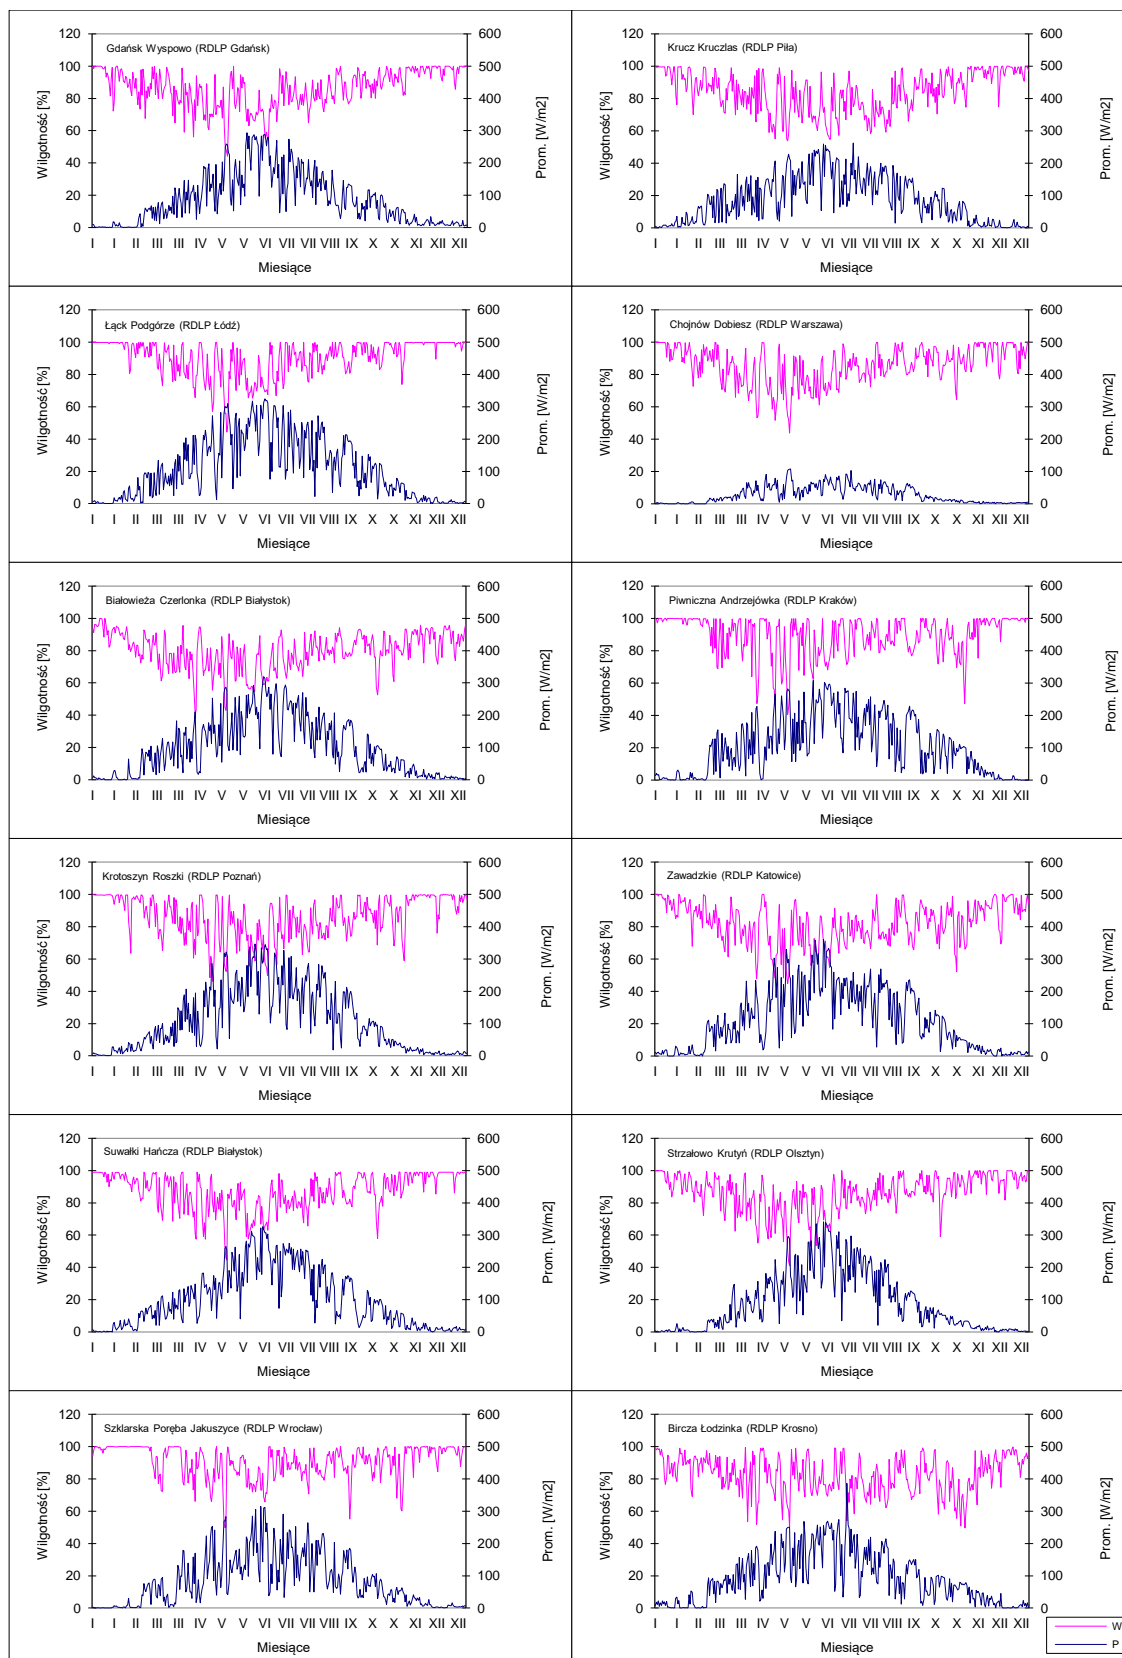 Gdańsk Wyspowo (RDLP Gdańsk)
Wilgotność [%]
120
100
80
60
40
20
0
600
500
400
300
200
100
0
Prom. [W/m2]
I I II III III IV V V VI VII VII VIII IX X X XI XII XII
Miesiące
Krucz Kruczlas (RDLP Piła)
Wilgotność [%]
120
100
80
60
40
20
0
600
500
400
300
200
100
0
Prom. [W/m2]
I I II III III IV V V VI VII VII VIII IX X X XI XII XII
Miesiące
Łąck Podgórze (RDLP Łódź)
Wilgotność [%]
120
100
80
60
40
20
0
600
500
400
300
200
100
0
Prom. [W/m2]
I I II III III IV V V VI VII VII VIII IX X X XI XII XII
Miesiące
Chojnów Dobiesz (RDLP Warszawa)
Wilgotność [%]
120
100
80
60
40
20
0
600
500
400
300
200
100
0
Prom. [W/m2]
I I II III III IV V V VI VII VII VIII IX X X XI XII XII
Miesiące
Białowieża Czerlonka (RDLP Białystok)
Wilgotność [%]
120
100
80
60
40
20
0
600
500
400
300
200
100
0
Prom. [W/m2]
I I II III III IV V V VI VII VII VIII IX X X XI XII XII
Miesiące
Piwniczna Andrzejówka (RDLP Kraków)
Wilgotność [%]
120
100
80
60
40
20
0
600
500
400
300
200
100
0
Prom. [W/m2]
I I II III III IV V V VI VII VII VIII IX X X XI XII XII
Miesiące
Krotoszyn Roszki (RDLP Poznań)
Wilgotność [%]
120
100
80
60
40
20
0
600
500
400
300
200
100
0
Prom. [W/m2]
I I II III III IV V V VI VII VII VIII IX X X XI XII XII
Miesiące
Zawadzkie (RDLP Katowice)
Wilgotność [%]
120
100
80
60
40
20
0
600
500
400
300
200
100
0
Prom. [W/m2]
I I II III III IV V V VI VII VII VIII IX X X XI XII XII
Miesiące
Suwałki Hańcza (RDLP Białystok)
Wilgotność [%]
120
100
80
60
40
20
0
600
500
400
300
200
100
0
Prom. [W/m2]
I I II III III IV V V VI VII VII VIII IX X X XI XII XII
Miesiące
Strzałowo Krutyń (RDLP Olsztyn)
Wilgotność [%]
120
100
80
60
40
20
0
600
500
400
300
200
100
0
Prom. [W/m2]
I I II III III IV V V VI VII VII VIII IX X X XI XII XII
Miesiące
Szklarska Poręba Jakuszyce (RDLP Wrocław)
Wilgotność [%]
120
100
80
60
40
20
0
600
500
400
300
200
100
0
Prom. [W/m2]
I I II III III IV V V VI VII VII VIII IX X X XI XII XII
Miesiące
Bircza Łodzinka (RDLP Krosno)
Wilgotność [%]
120
100
80
60
40
20
0
600
500
400
300
200
100
0
Prom. [W/m2]
I I II III III IV V V VI VII VII VIII IX X X XI XII XII
Miesiące
W
P